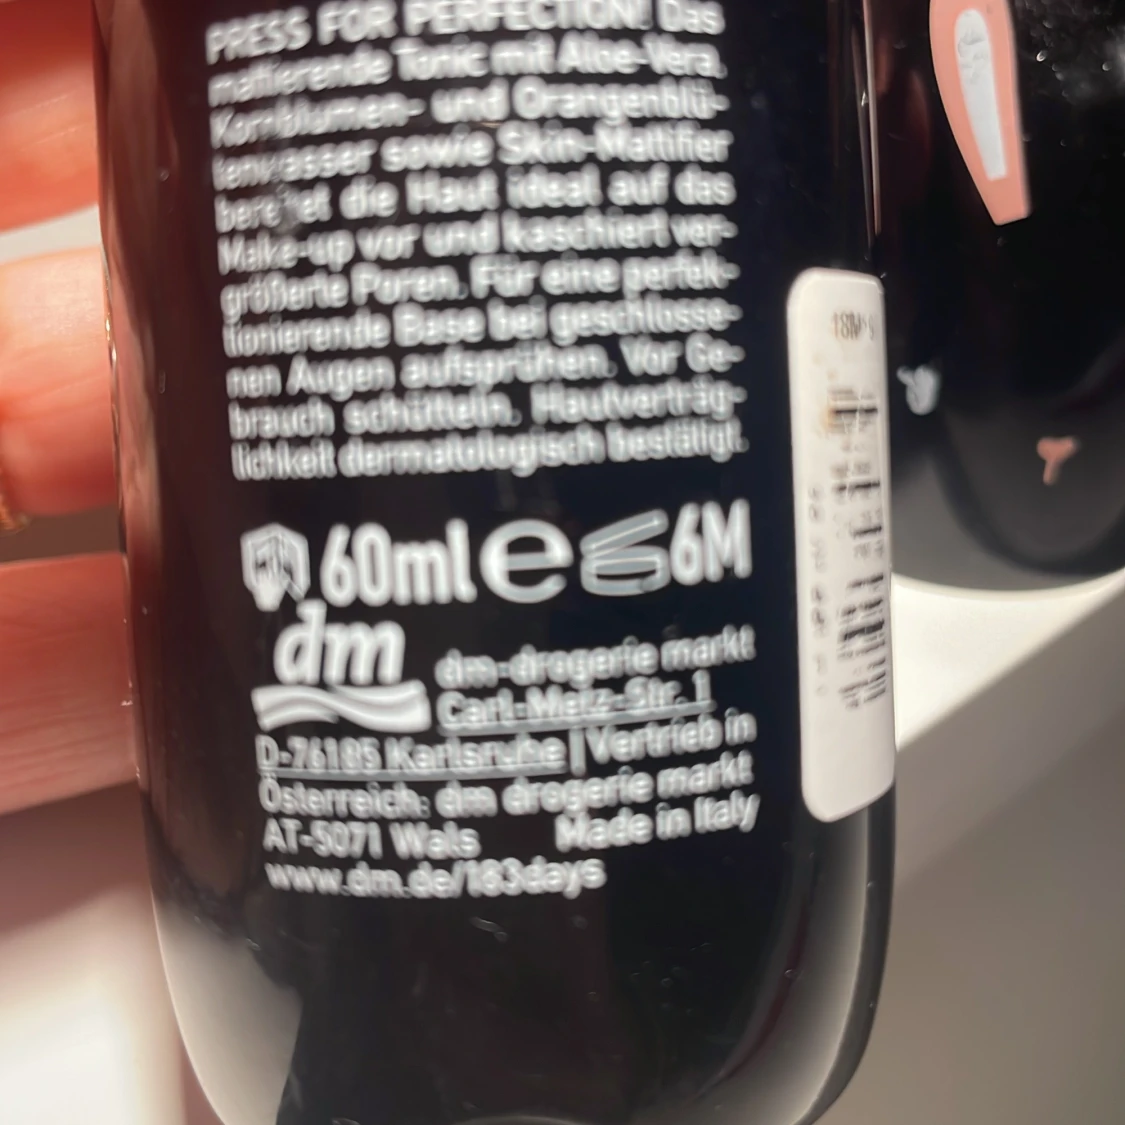 PRESS FOR PERFECTION! Das
mattierende Tonic mit Aloe-Vera,
Kornblumen- und Orangenblü-
tenwasser sowie Skin-Mattifier
bereitet die Haut ideal auf das
Make-up vor und kaschiert ver-
größerte Poren. Für eine perfek-
tionierende Base bei geschlosse-
nen Augen aufsprühen. Vor Ge-
brauch schütteln. Hautverträg-
lichkeit dermatologisch bestätigt.
60ml e 6M
dm
dm-drogerie markt
Carl-Metz-Str. 1
D-76185 Karlsruhe | Vertrieb in
Österreich: dm drogerie markt
AT-5071 Wals Made in Italy
www.dm.de/183days